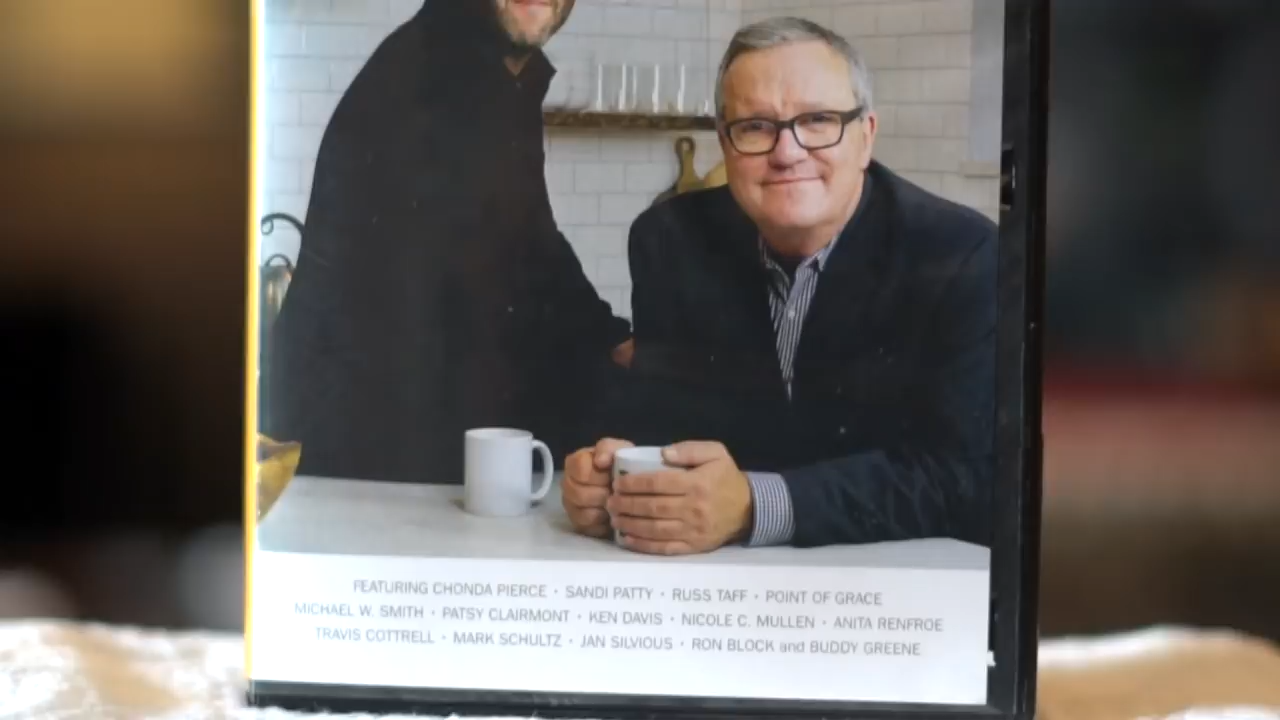 FEATURING CHONDA PIERCE • SANDI PATTY • RUSS TAFF • POINT OF GRACE
MICHAEL W. SMITH • PATSY CLAIRMONT • KEN DAVIS • NICOLE C. MULLEN • ANITA RENFROE
TRAVIS COTTRELL • MARK SCHULTZ • JAN SILVIOUS • RON BLOCK and BUDDY GREENE